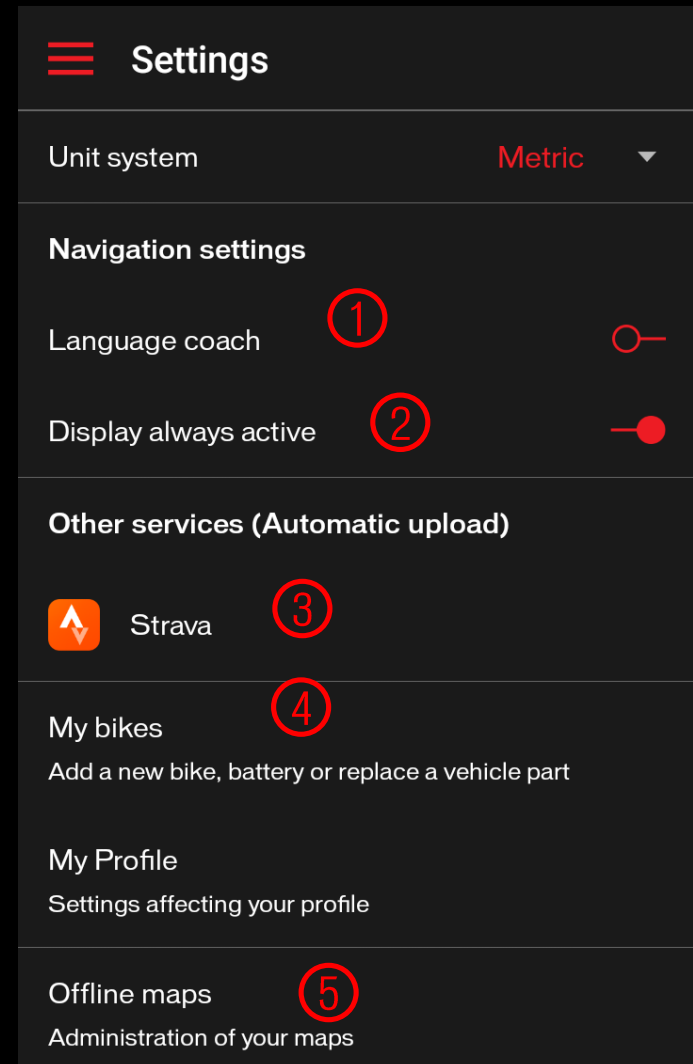 Settings
Unit system Metric
Navigation settings
①
Language coach
②
Display always active
Other services (Automatic upload)
③
Strava
④
My bikes
Add a new bike, battery or replace a vehicle part
My Profile
Settings affecting your profile
Offline maps ⑤
Administration of your maps